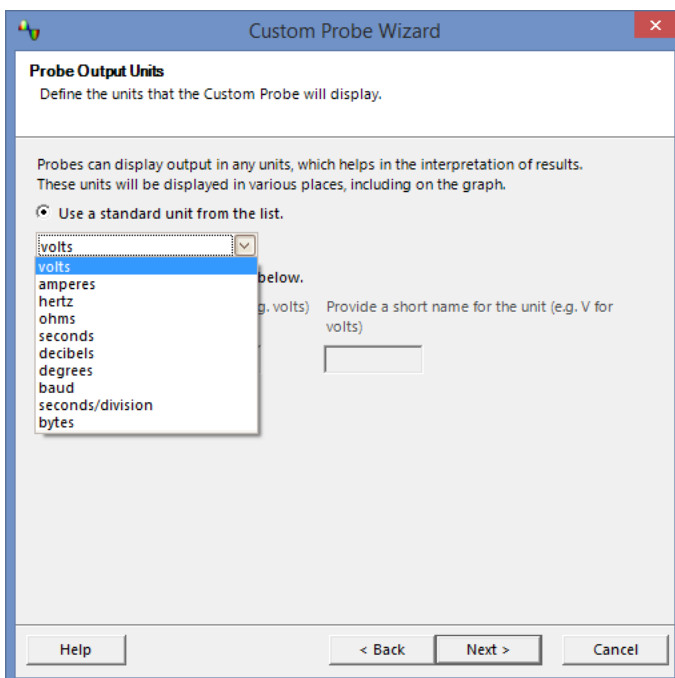 Custom Probe Wizard
Probe Output Units
Define the units that the Custom Probe will display.
Probes can display output in any units, which helps in the interpretation of results.
These units will be displayed in various places, including on the graph.
Use a standard unit from the list.
volts
volts
amperes
hertz
ohms
seconds
decibels
degrees
baud
seconds/division
bytes
below.
g. volts) Provide a short name for the unit (e.g. V for
volts)
Help
< Back
Next >
Cancel